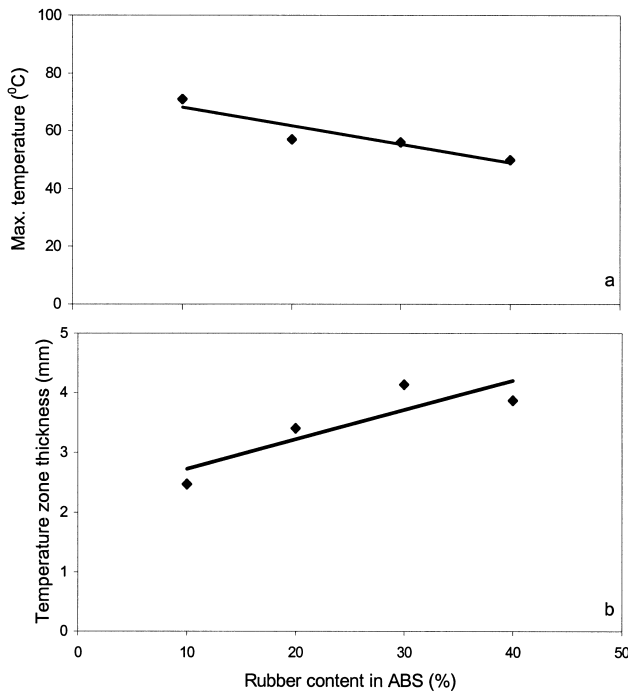 100
80
60
40
20
0
Max. temperature (⁰C)
a
5
4
3
2
1
0
Temperature zone thickness (mm)
b
0 10 20 30 40 50
Rubber content in ABS (%)